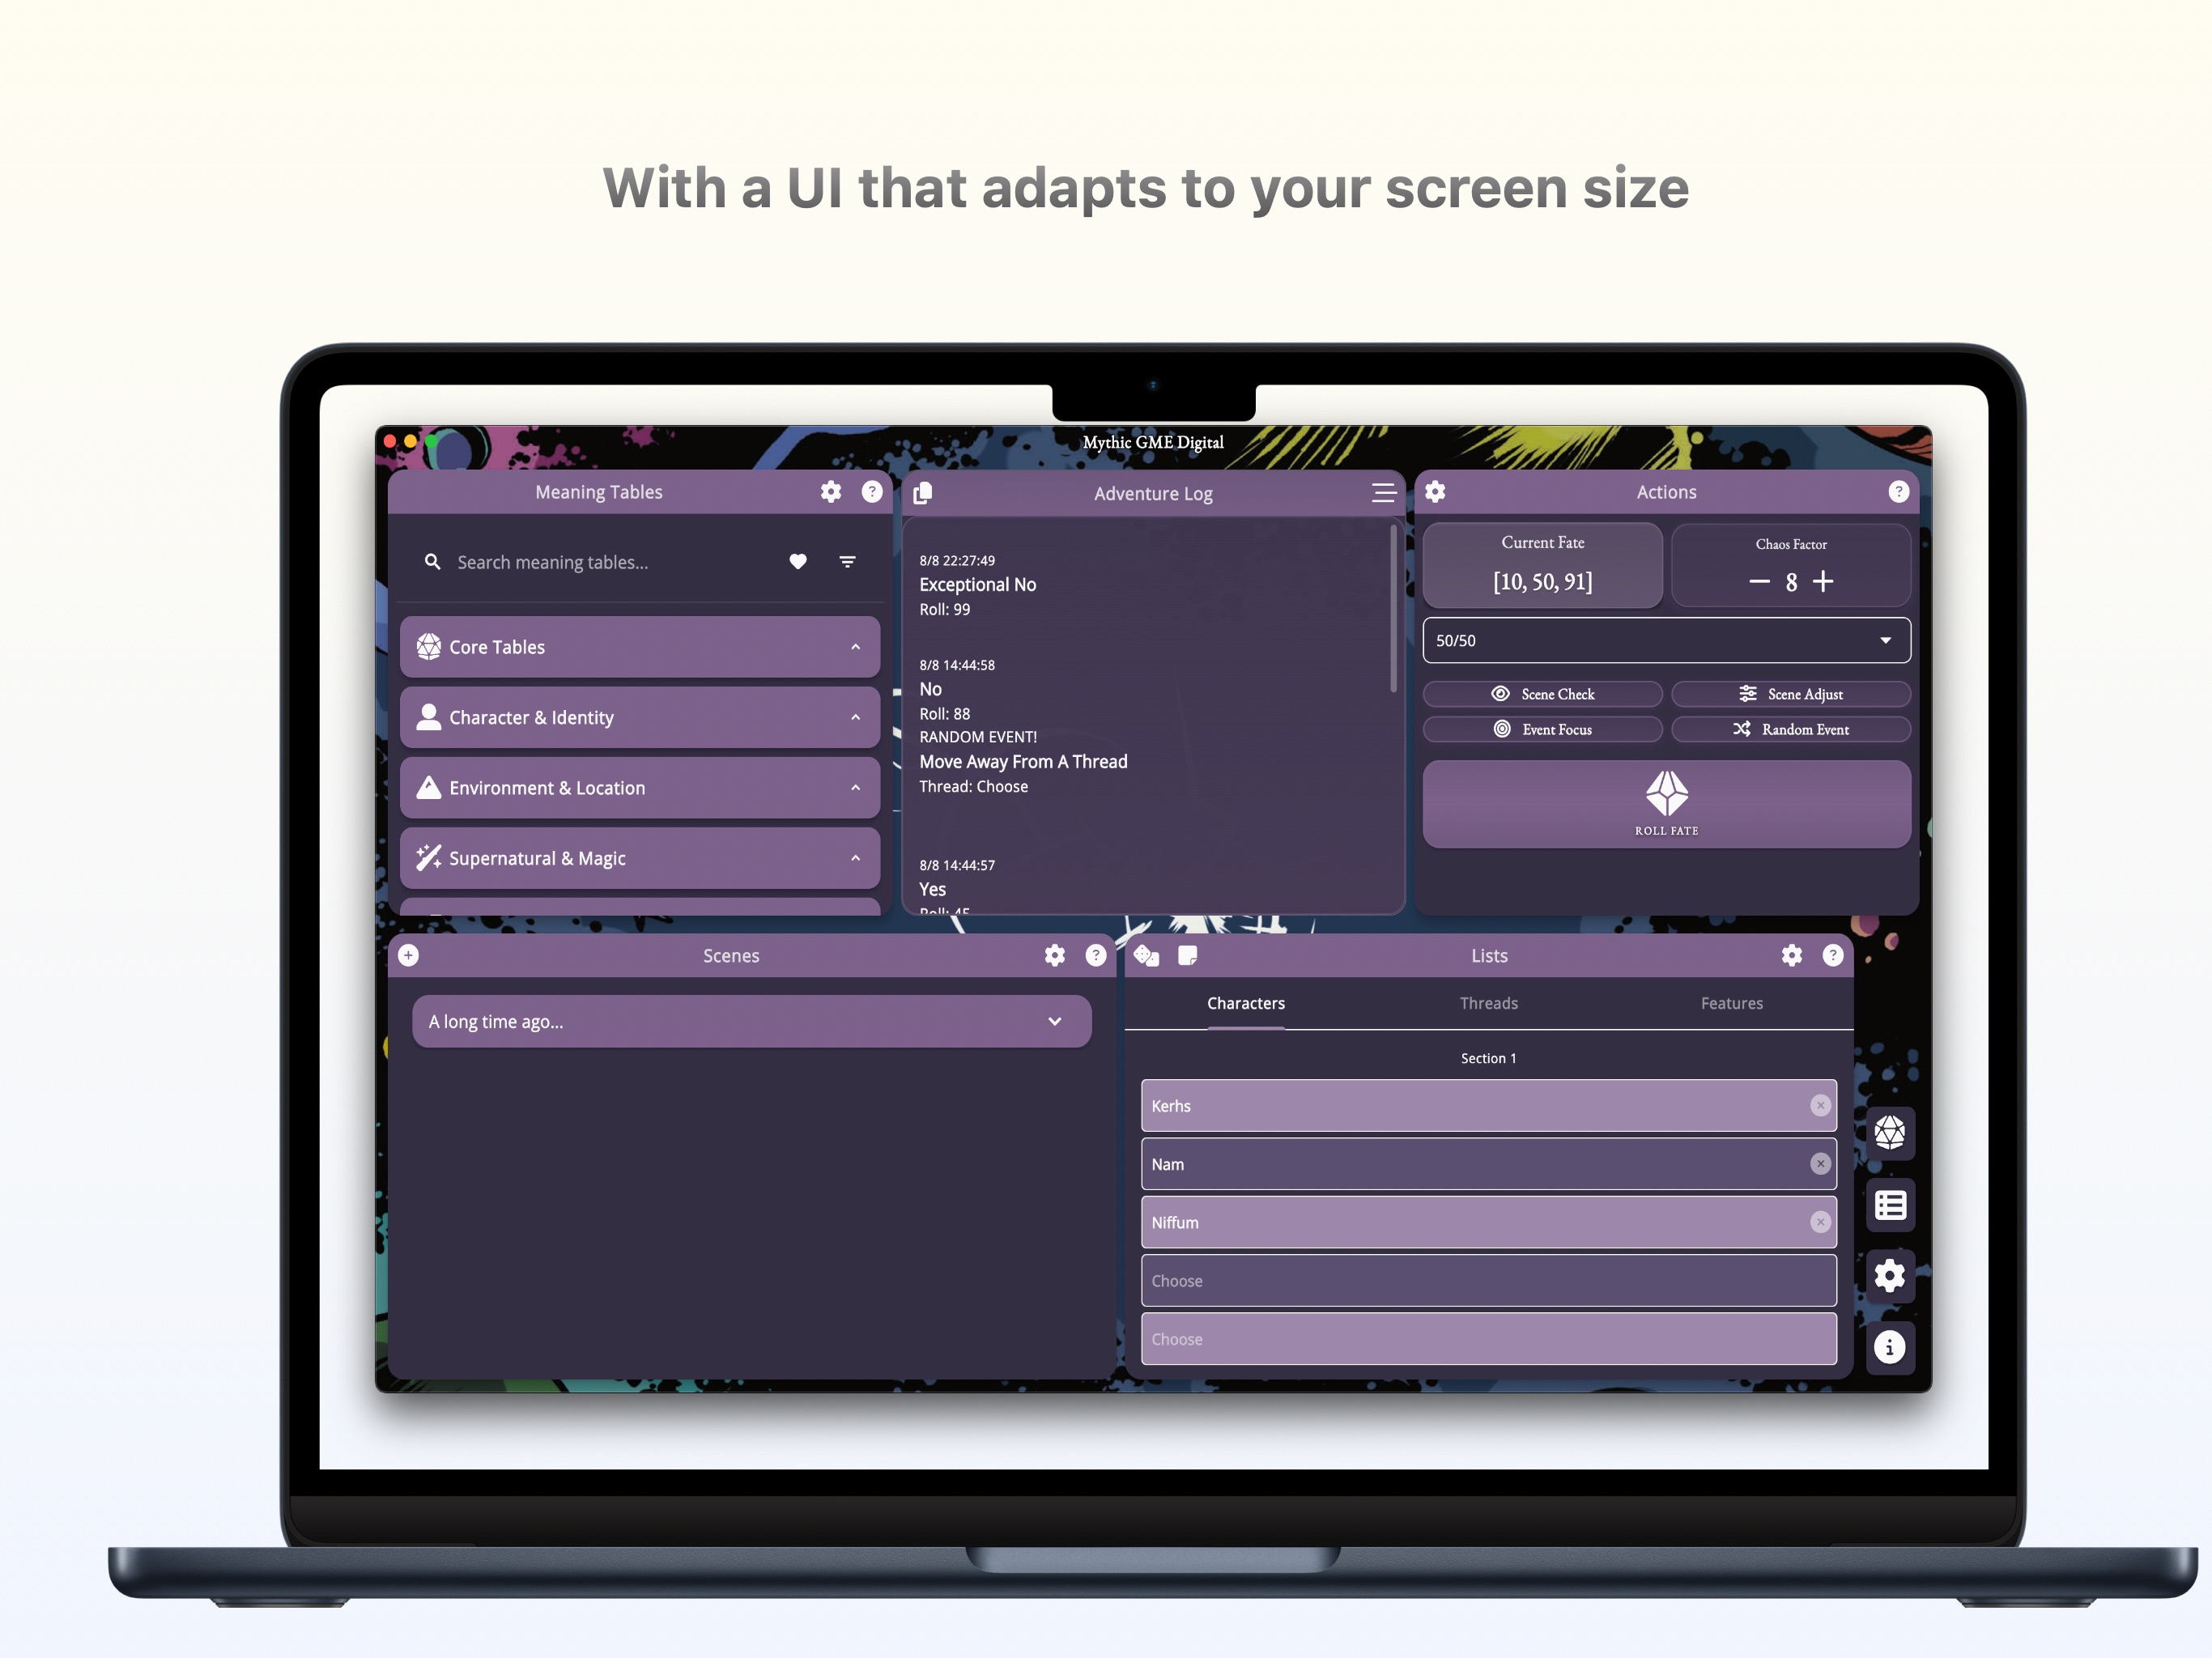 With a UI that adapts to your screen size
Mythic GME Digital
Meaning Tables
Search meaning tables...
Core Tables
Character & Identity
Environment & Location
Supernatural & Magic
Adventure Log
8/8 22:27:49
Exceptional No
Roll: 99
8/8 14:44:58
No
Roll: 88
RANDOM EVENT!
Move Away From A Thread
Thread: Choose
8/8 14:44:57
Yes
Roll: 45
Actions
Current Fate
Chaos Factor
[10, 50, 91]
8
50/50
Scene Check
Scene Adjust
Event Focus
Random Event
ROLL FATE
Scenes
A long time ago...
Lists
Characters
Threads
Features
Section 1
Kerhs
Nam
Niffum
Choose
Choose